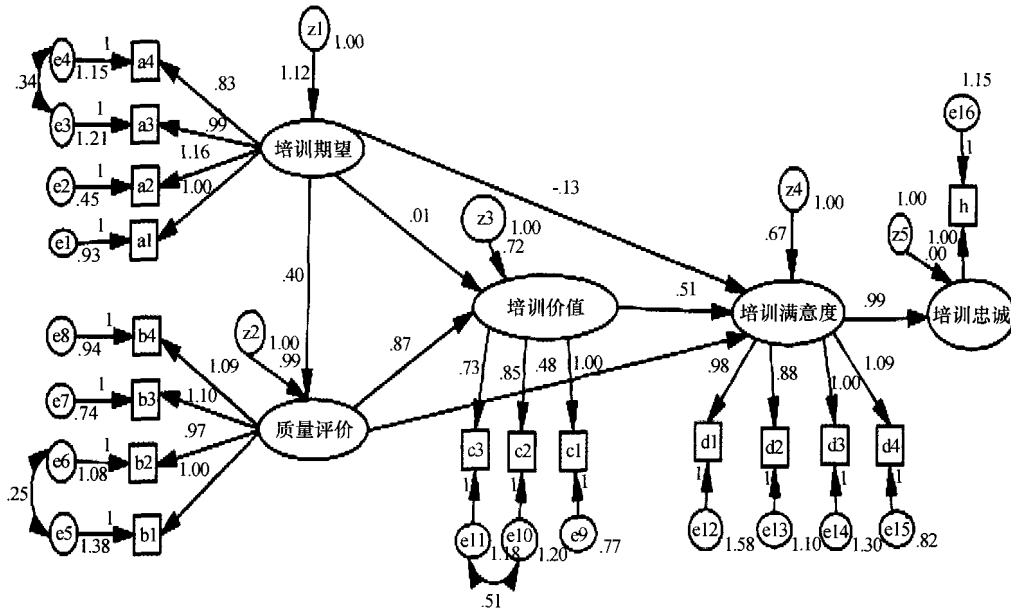 z1
1.00
1.12
e4
1
1.15
a4
.83
.34
e3
1
1.21
a3
.99
培训期望
e2
1
.45
a2
1.16
e1
1
.93
a1
1.00
-.13
.01
.40
z3
1.00
.72
z4
1.00
.67
1.15
e16
1
h
1.00
z5
1.00
.00
培训价值
.51
培训满意度
.99
培训忠诚
e8
1
.94
b4
1.09
z2
1.00
.99
.87
.48
e7
1
.74
b3
1.10
质量评价
e6
1
1.08
b2
.97
.25
e5
1
1.38
b1
1.00
.73
.85
1.00
c3
c2
c1
1
1
1
e11
1.18
e10
1.20
e9
.77
.51
.98
.88
1.00
1.09
d1
d2
d3
d4
1
1
1
1
e12
1.58
e13
1.10
e14
1.30
e15
.82